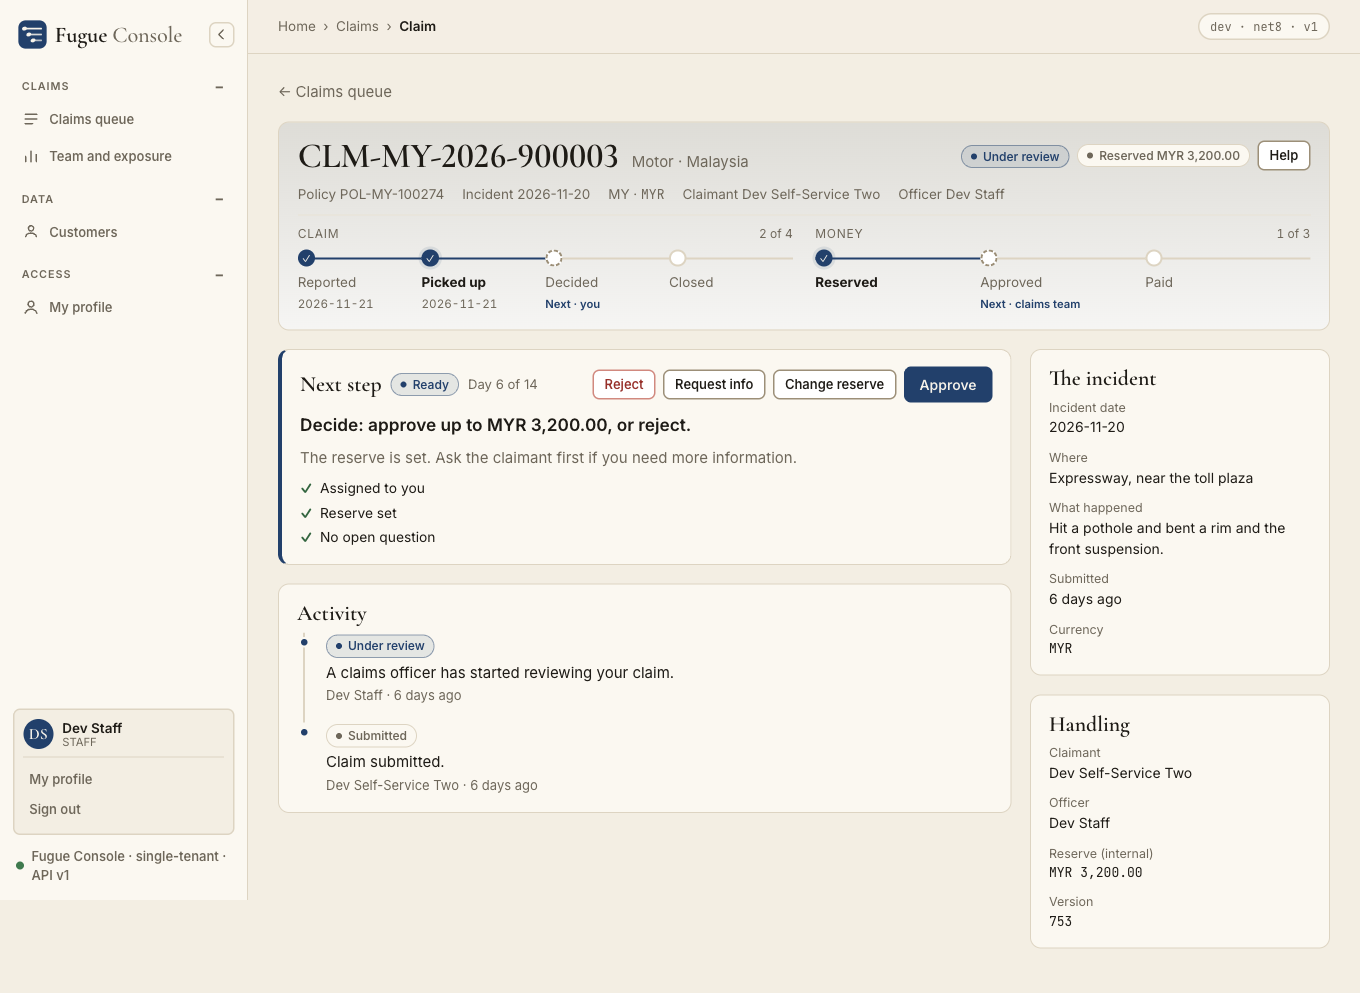 Fugue Console
CLAIMS
Claims queue
Team and exposure
DATA
Customers
ACCESS
My profile
DS
Dev Staff
STAFF
My profile
Sign out
Fugue Console · single-tenant ·
API v1
Home › Claims › Claim
dev · net8 · v1
← Claims queue
CLM-MY-2026-900003 Motor · Malaysia
Under review
Reserved MYR 3,200.00
Help
Policy POL-MY-100274 Incident 2026-11-20 MY · MYR Claimant Dev Self-Service Two Officer Dev Staff
CLAIM 2 of 4
Reported
2026-11-21
Picked up
2026-11-21
Decided
Next · you
Closed
MONEY 1 of 3
Reserved
Approved
Next · claims team
Paid
Next step Ready Day 6 of 14
Reject
Request info
Change reserve
Approve
Decide: approve up to MYR 3,200.00, or reject.
The reserve is set. Ask the claimant first if you need more information.
Assigned to you
Reserve set
No open question
Activity
Under review
A claims officer has started reviewing your claim.
Dev Staff · 6 days ago
Submitted
Claim submitted.
Dev Self-Service Two · 6 days ago
The incident
Incident date
2026-11-20
Where
Expressway, near the toll plaza
What happened
Hit a pothole and bent a rim and the
front suspension.
Submitted
6 days ago
Currency
MYR
Handling
Claimant
Dev Self-Service Two
Officer
Dev Staff
Reserve (internal)
MYR 3,200.00
Version
753